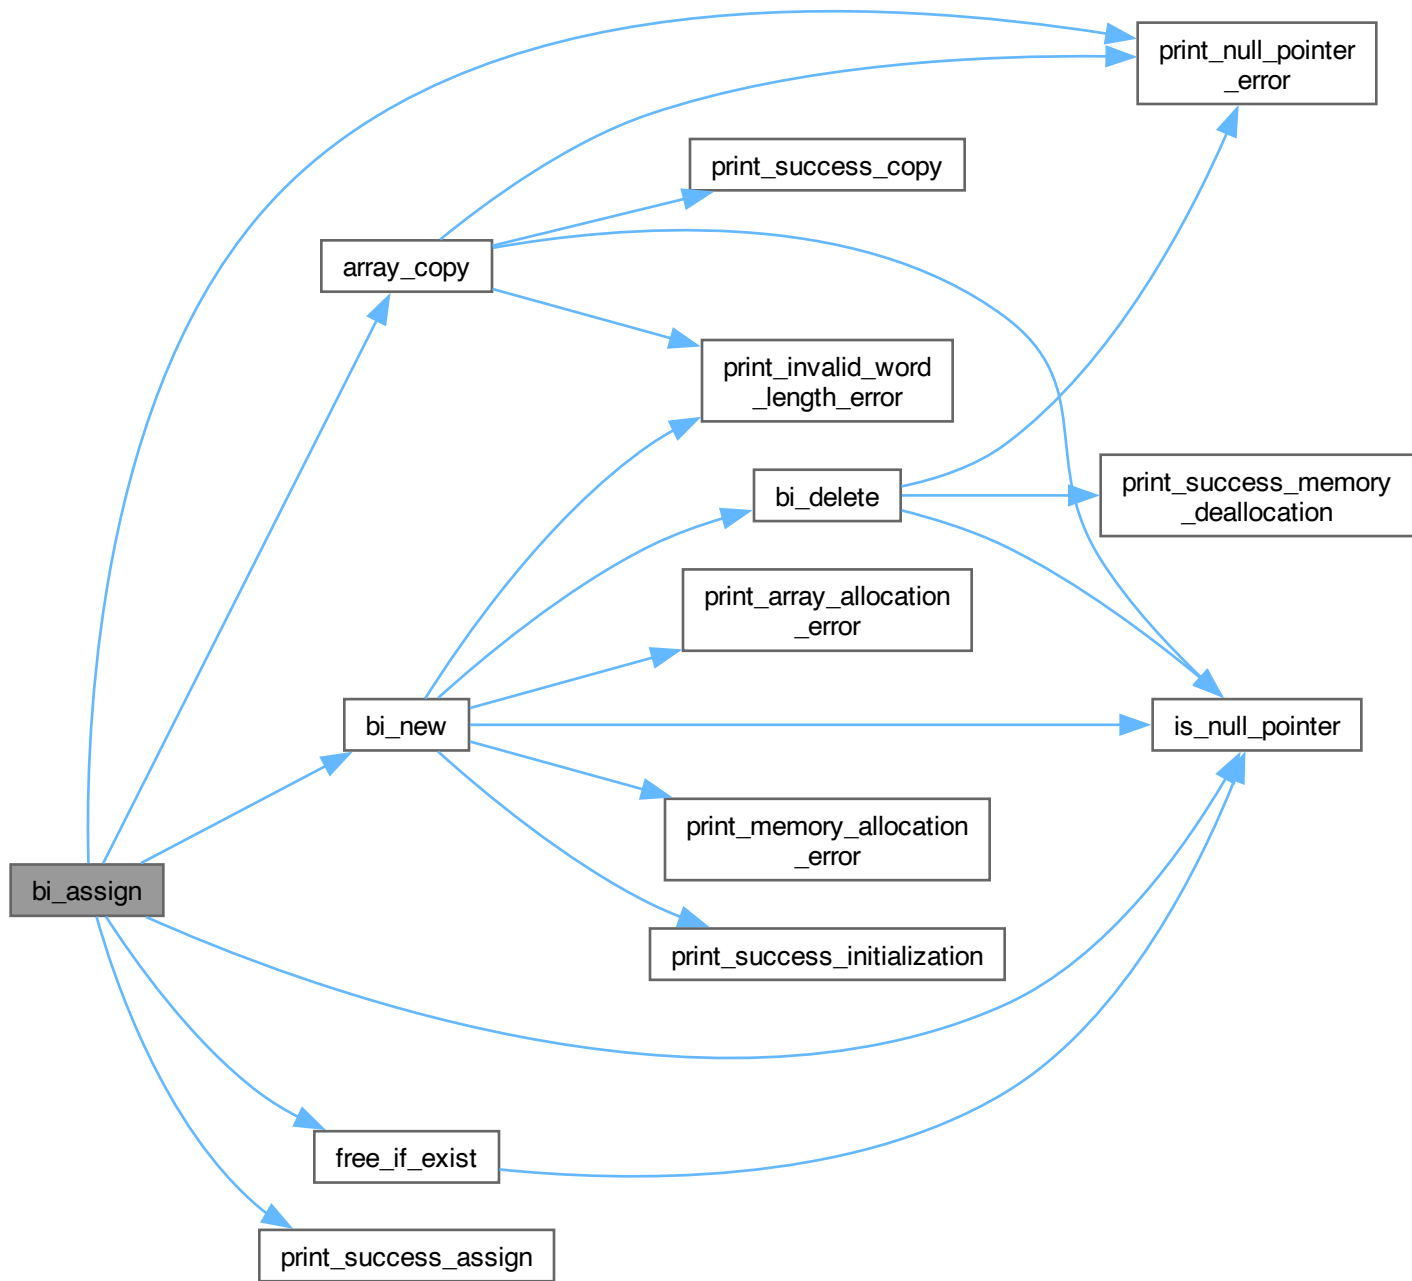 print_null_pointer
_error
print_success_copy
array_copy
print_invalid_word
_length_error
bi_delete
print_success_memory
_deallocation
print_array_allocation
_error
bi_new
is_null_pointer
print_memory_allocation
_error
bi_assign
print_success_initialization
free_if_exist
print_success_assign